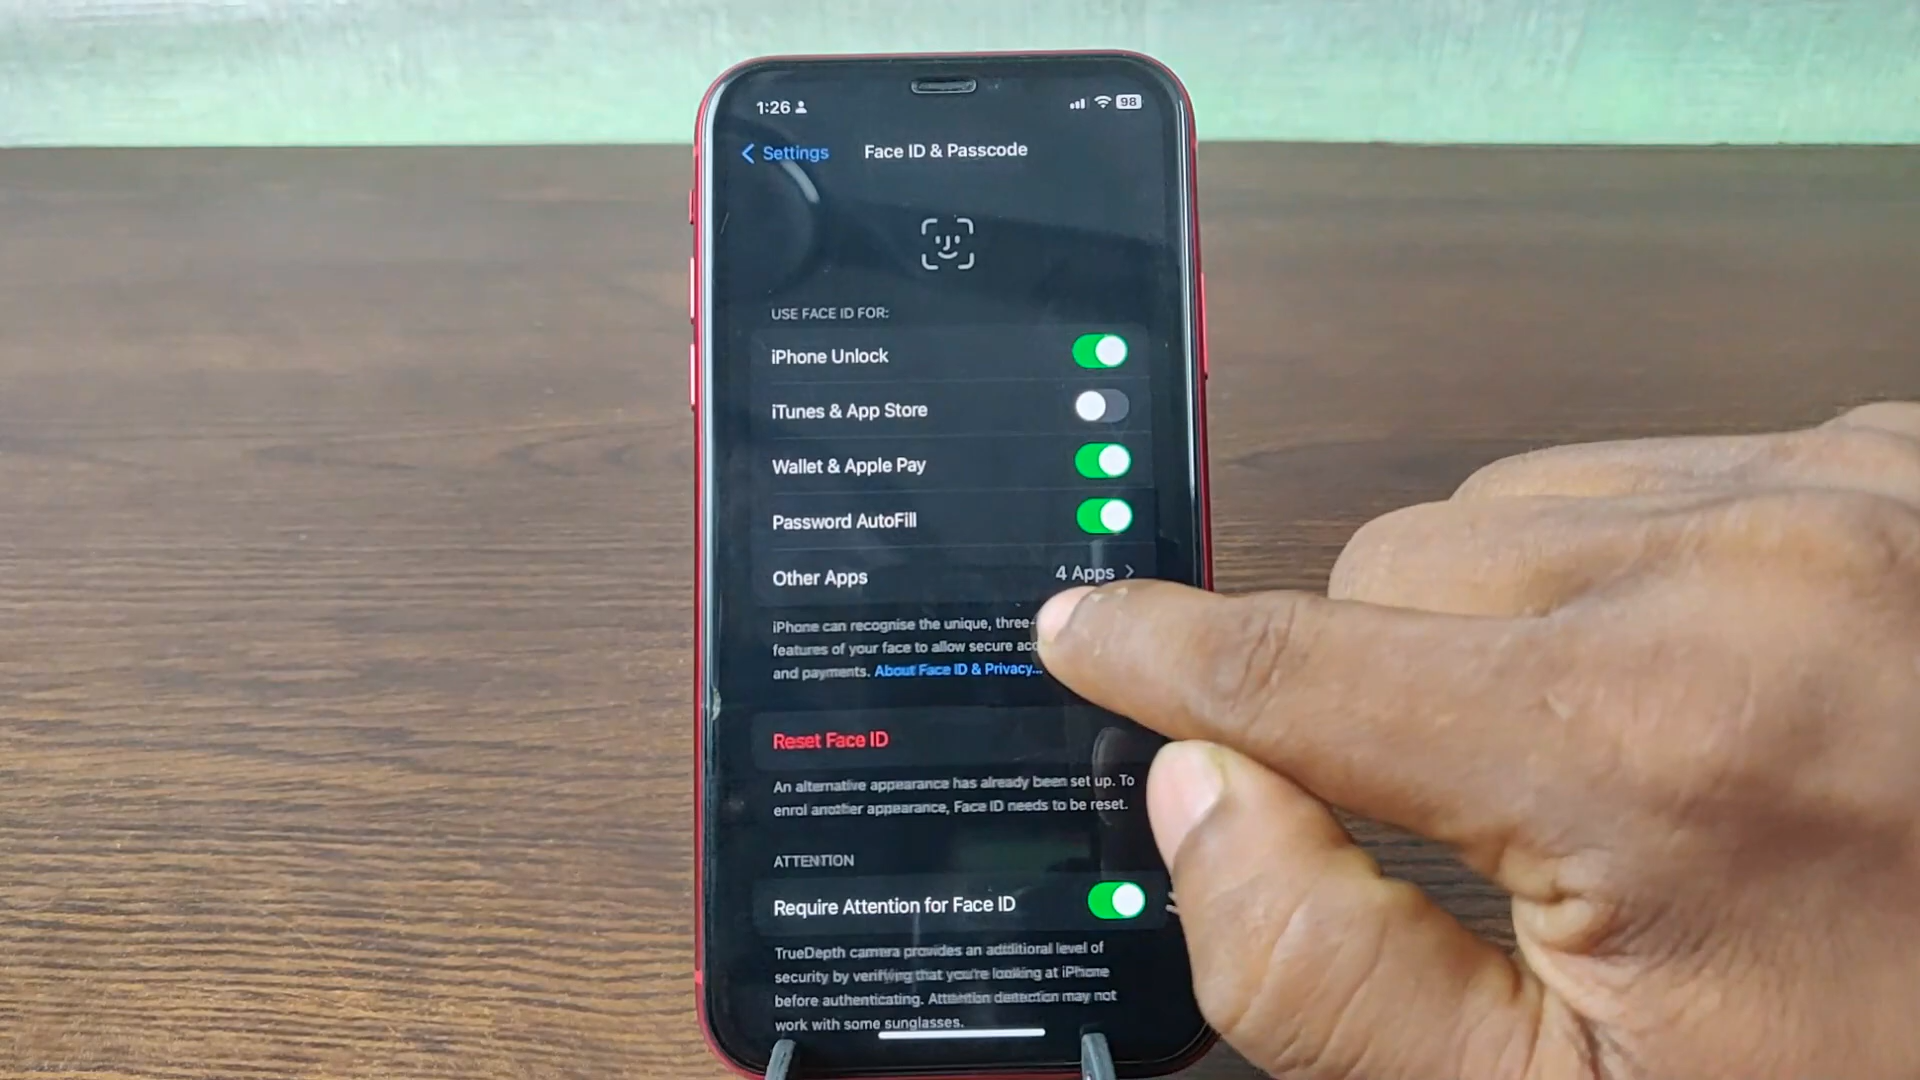 1:26
98
Settings
Face ID & Passcode
USE FACE ID FOR:
iPhone Unlock
iTunes & App Store
Wallet & Apple Pay
Password AutoFill
Other Apps 4 Apps
iPhone can recognise the unique, three-
features of your face to allow secure
and payments. About Face ID & Privacy...
Reset Face ID
An alternative appearance has already been set up. To
enrol another appearance, Face ID needs to be reset.
ATTENTION
Require Attention for Face ID
TrueDepth camera provides an additional level of
security by verifying that you're looking at iPhone
before authenticating. Attention detection may not
work with some sunglasses.